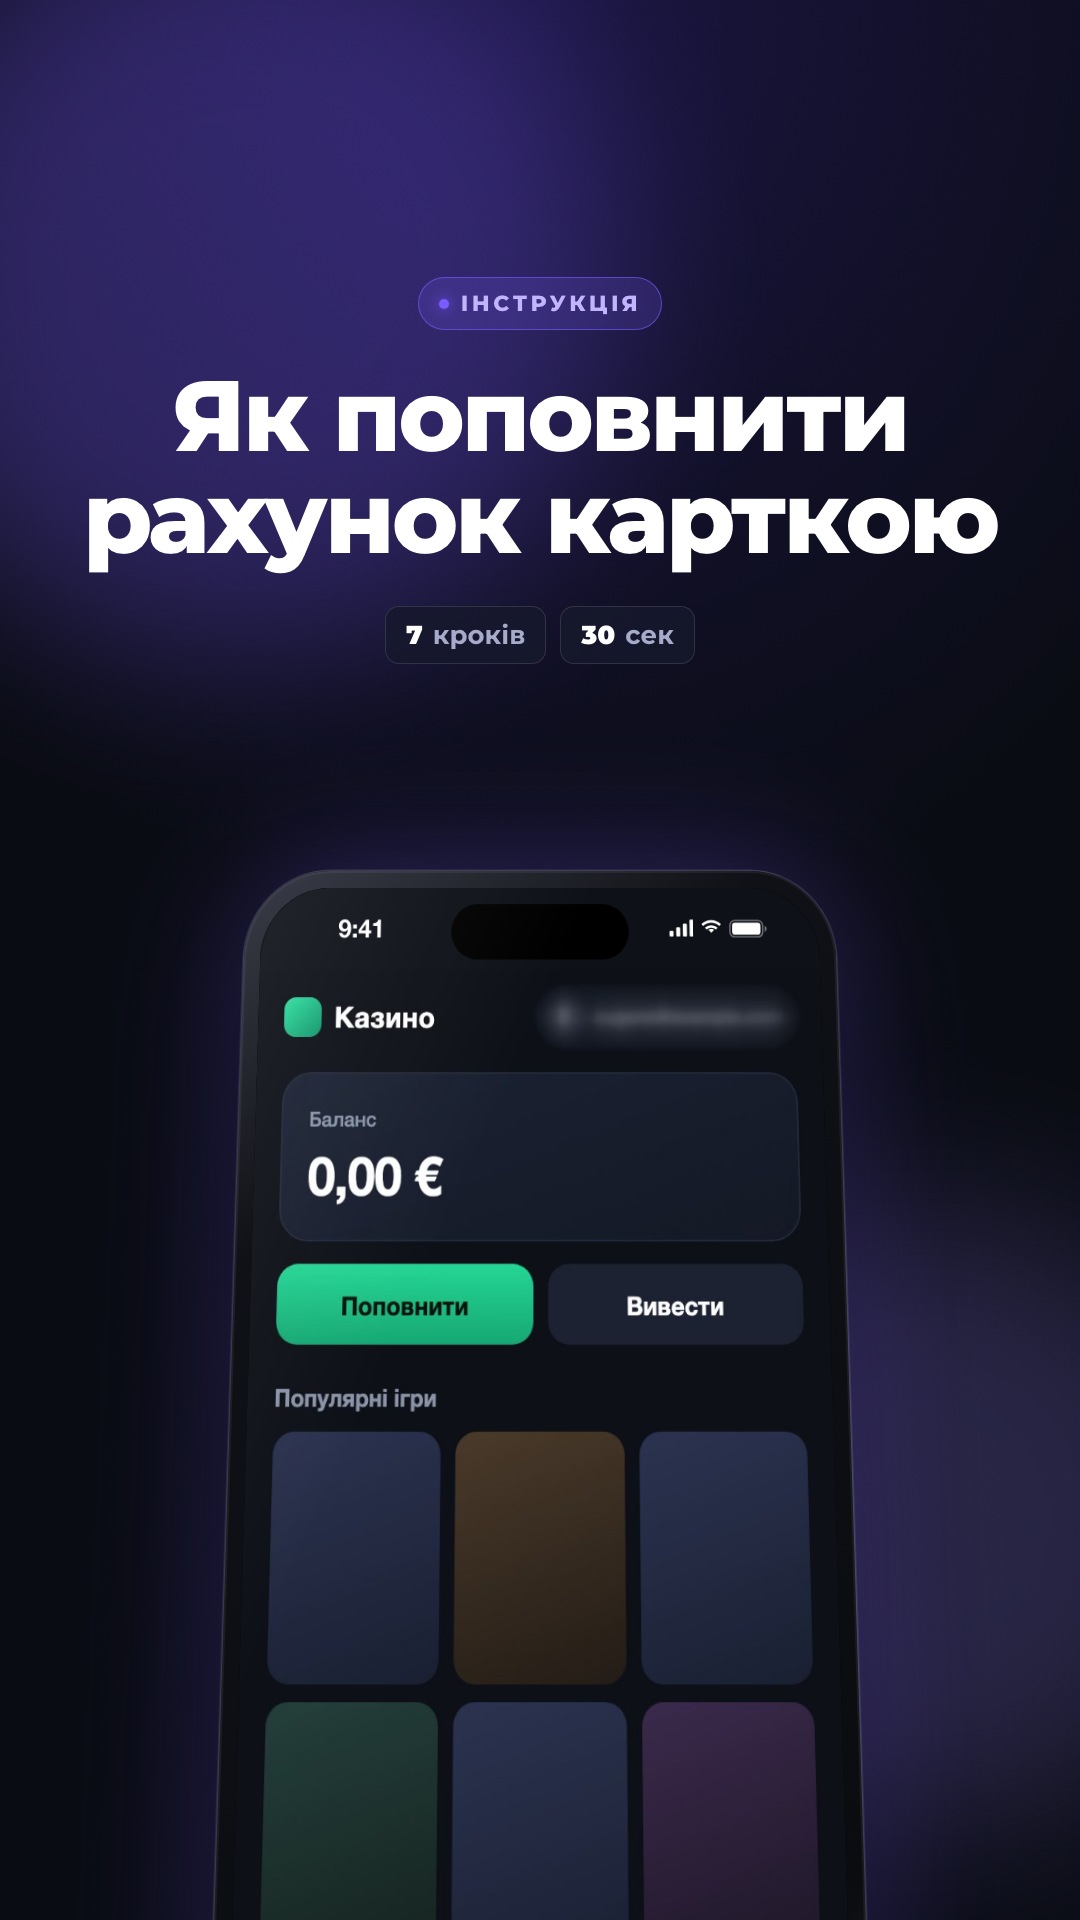 ІНСТРУКЦІЯ
Як поповнити
рахунок карткою
7 кроків 30 сек
9:41
Казино
Баланс
0,00 €
Поповнити Вивести
Популярні ігри